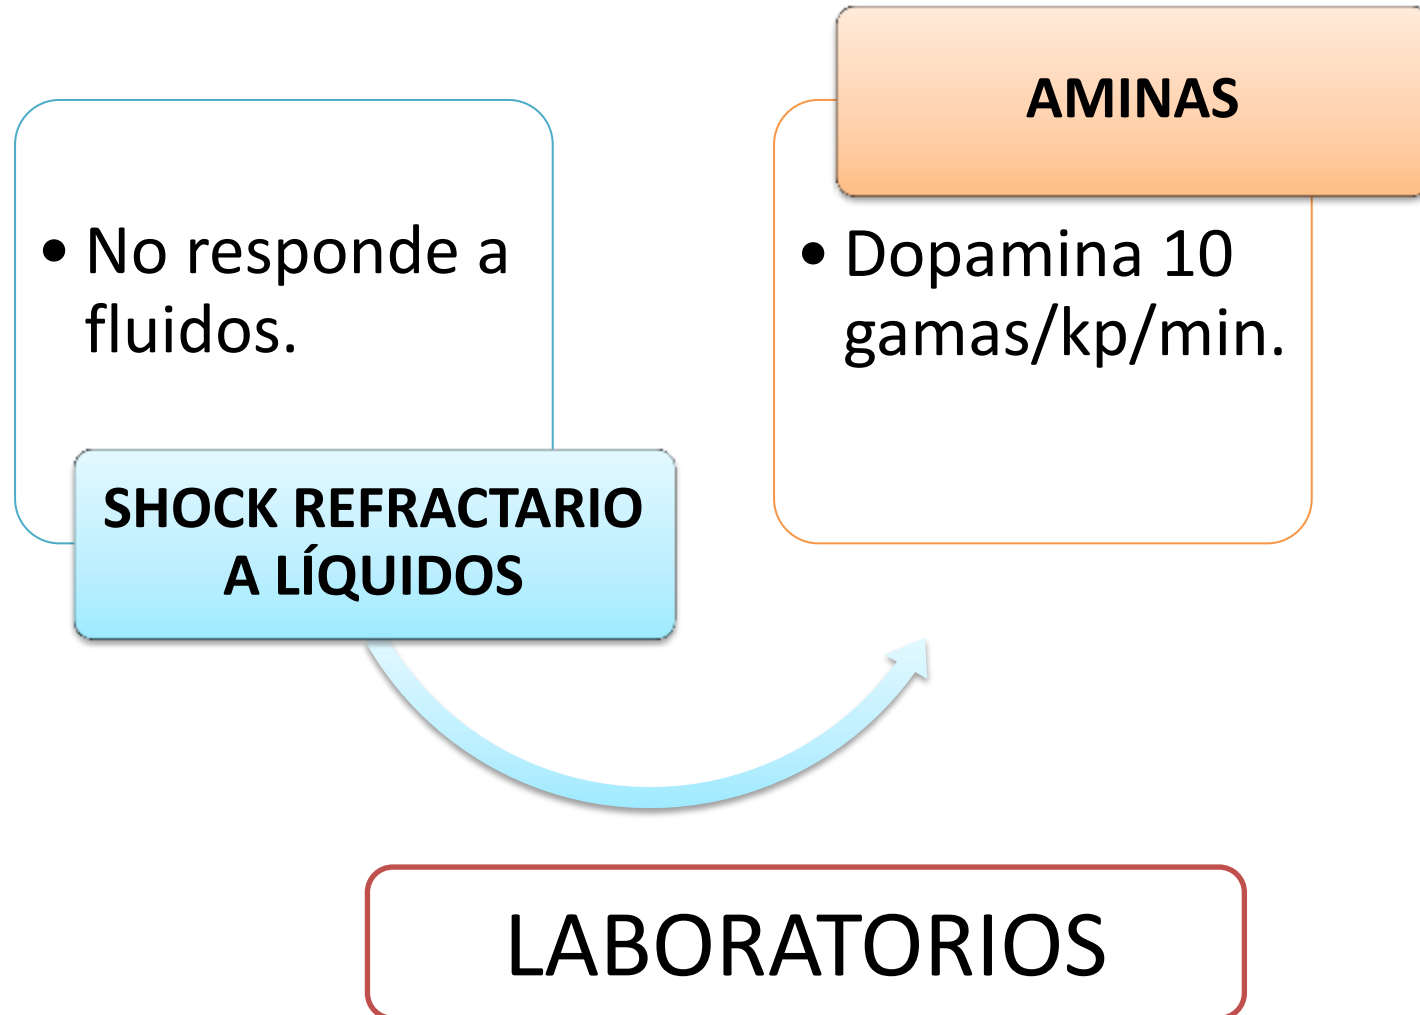 • No responde a
fluidos.
SHOCK REFRACTARIO
A LÍQUIDOS
AMINAS
• Dopamina 10
gamas/kp/min.
LABORATORIOS